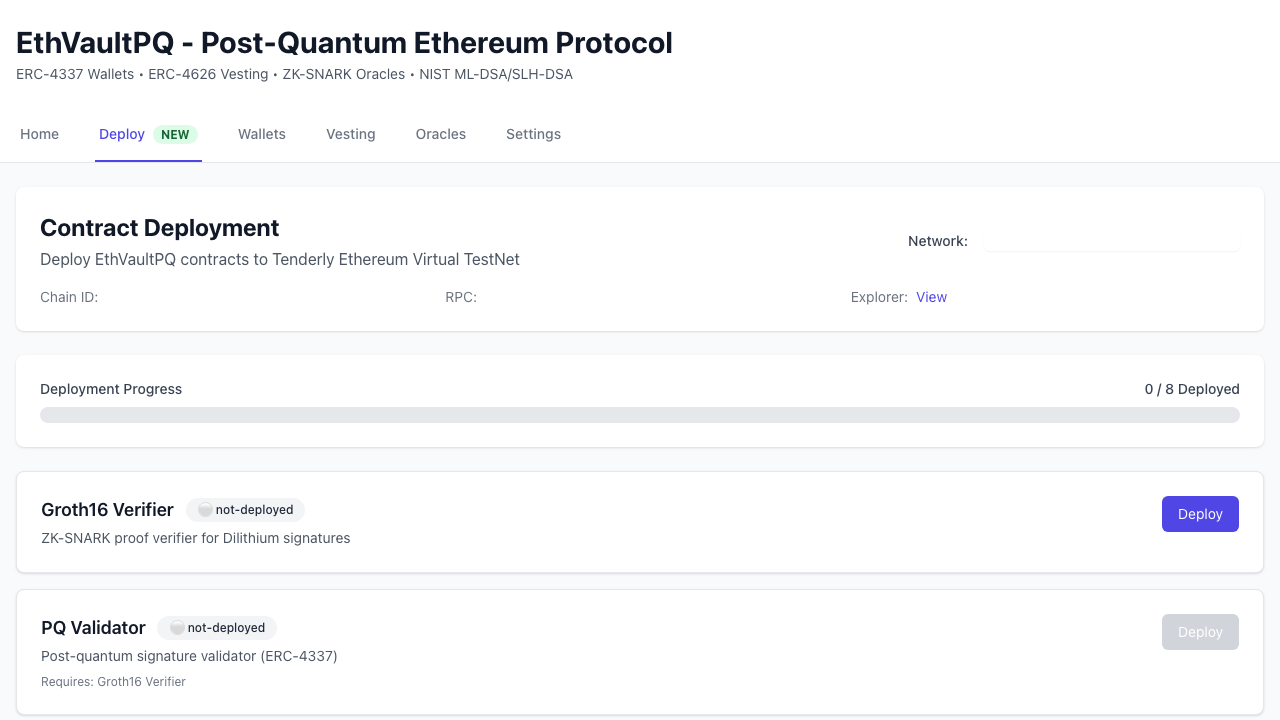 EthVaultPQ - Post-Quantum Ethereum Protocol
ERC-4337 Wallets • ERC-4626 Vesting • ZK-SNARK Oracles • NIST ML-DSA/SLH-DSA
Home Deploy NEW Wallets Vesting Oracles Settings
Contract Deployment
Network:
Deploy EthVaultPQ contracts to Tenderly Ethereum Virtual TestNet
Chain ID: RPC: Explorer: View
Deployment Progress 0 / 8 Deployed
Groth16 Verifier not-deployed Deploy
ZK-SNARK proof verifier for Dilithium signatures
PQ Validator not-deployed Deploy
Post-quantum signature validator (ERC-4337)
Requires: Groth16 Verifier